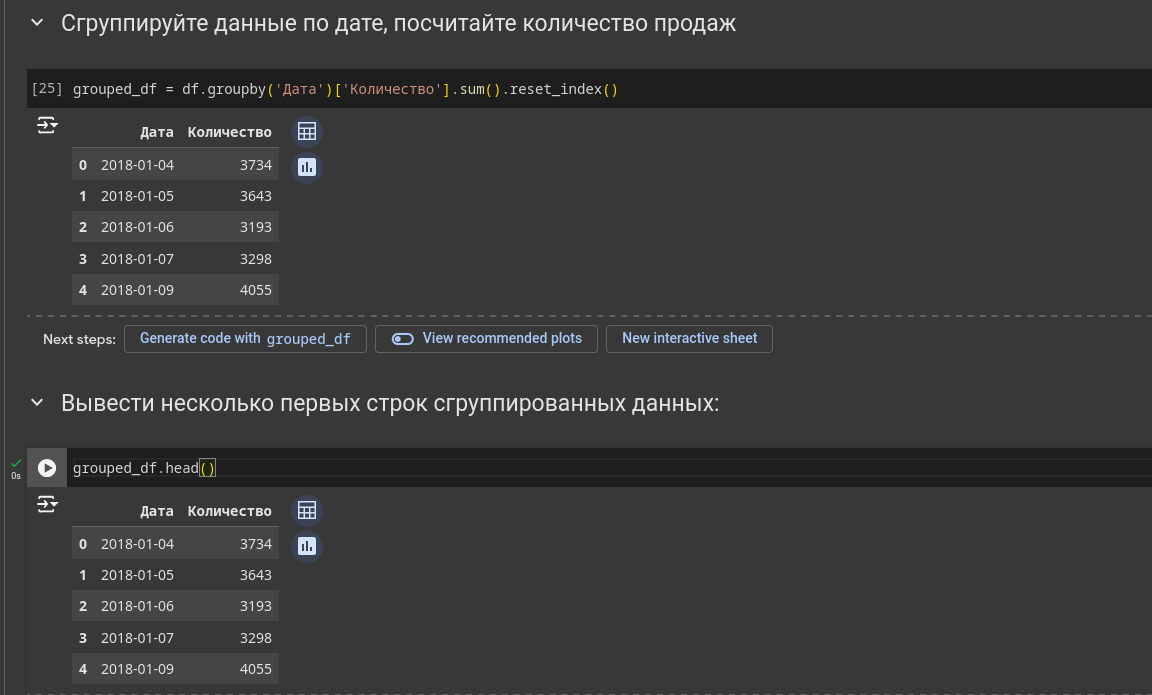 Сгруппируйте данные по дате, посчитайте количество продаж
[25] grouped_df = df.groupby('Дата')['Количество'].sum().reset_index()
Дата Количество
0 2018-01-04 3734
1 2018-01-05 3643
2 2018-01-06 3193
3 2018-01-07 3298
4 2018-01-09 4055
Next steps: Generate code with grouped_df View recommended plots New interactive sheet
Вывести несколько первых строк сгруппированных данных:
grouped_df.head()
0s
Дата Количество
0 2018-01-04 3734
1 2018-01-05 3643
2 2018-01-06 3193
3 2018-01-07 3298
4 2018-01-09 4055